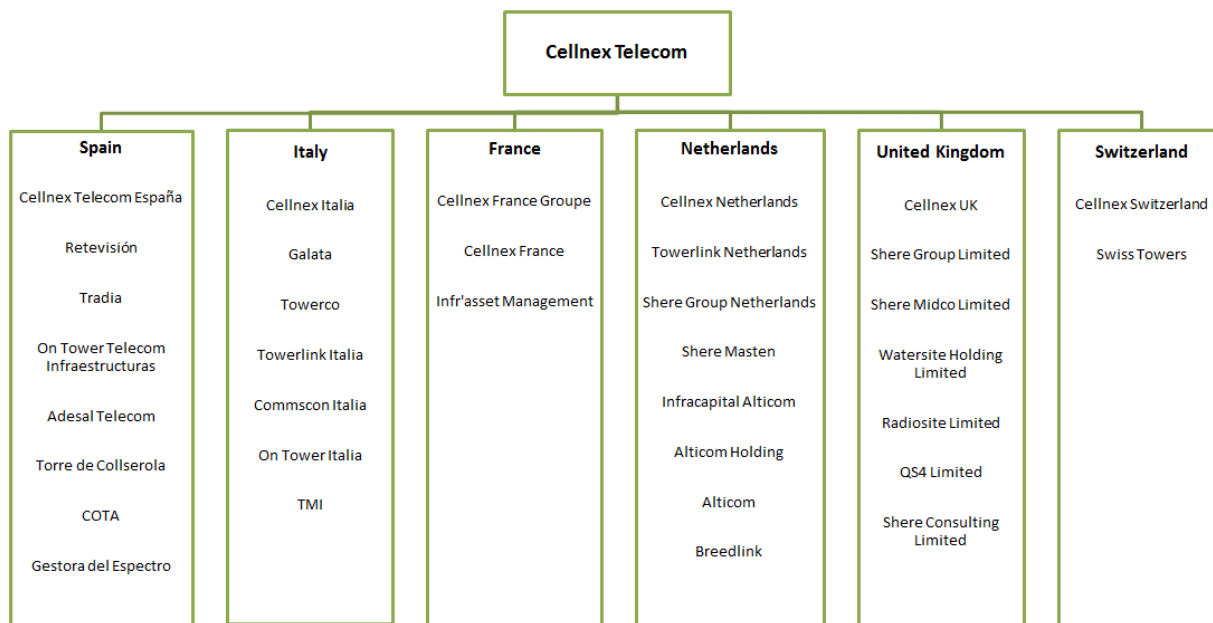 Cellnex Telecom
Spain
Cellnex Telecom España
Retevisión
Tradia
On Tower Telecom
Infraestructuras
Adesal Telecom
Torre de Collserola
COTA
Gestora del Espectro
Italy
Cellnex Italia
Galata
Towerco
Towerlink Italia
Commscon Italia
On Tower Italia
TMI
France
Cellnex France Groupe
Cellnex France
Infr'asset Management
Netherlands
Cellnex Netherlands
Towerlink Netherlands
Shere Group Netherlands
Shere Masten
Infracapital Alticom
Alticom Holding
Alticom
Breedlink
United Kingdom
Cellnex UK
Shere Group Limited
Shere Midco Limited
Watersite Holding
Limited
Radiosite Limited
QS4 Limited
Shere Consulting
Limited
Switzerland
Cellnex Switzerland
Swiss Towers